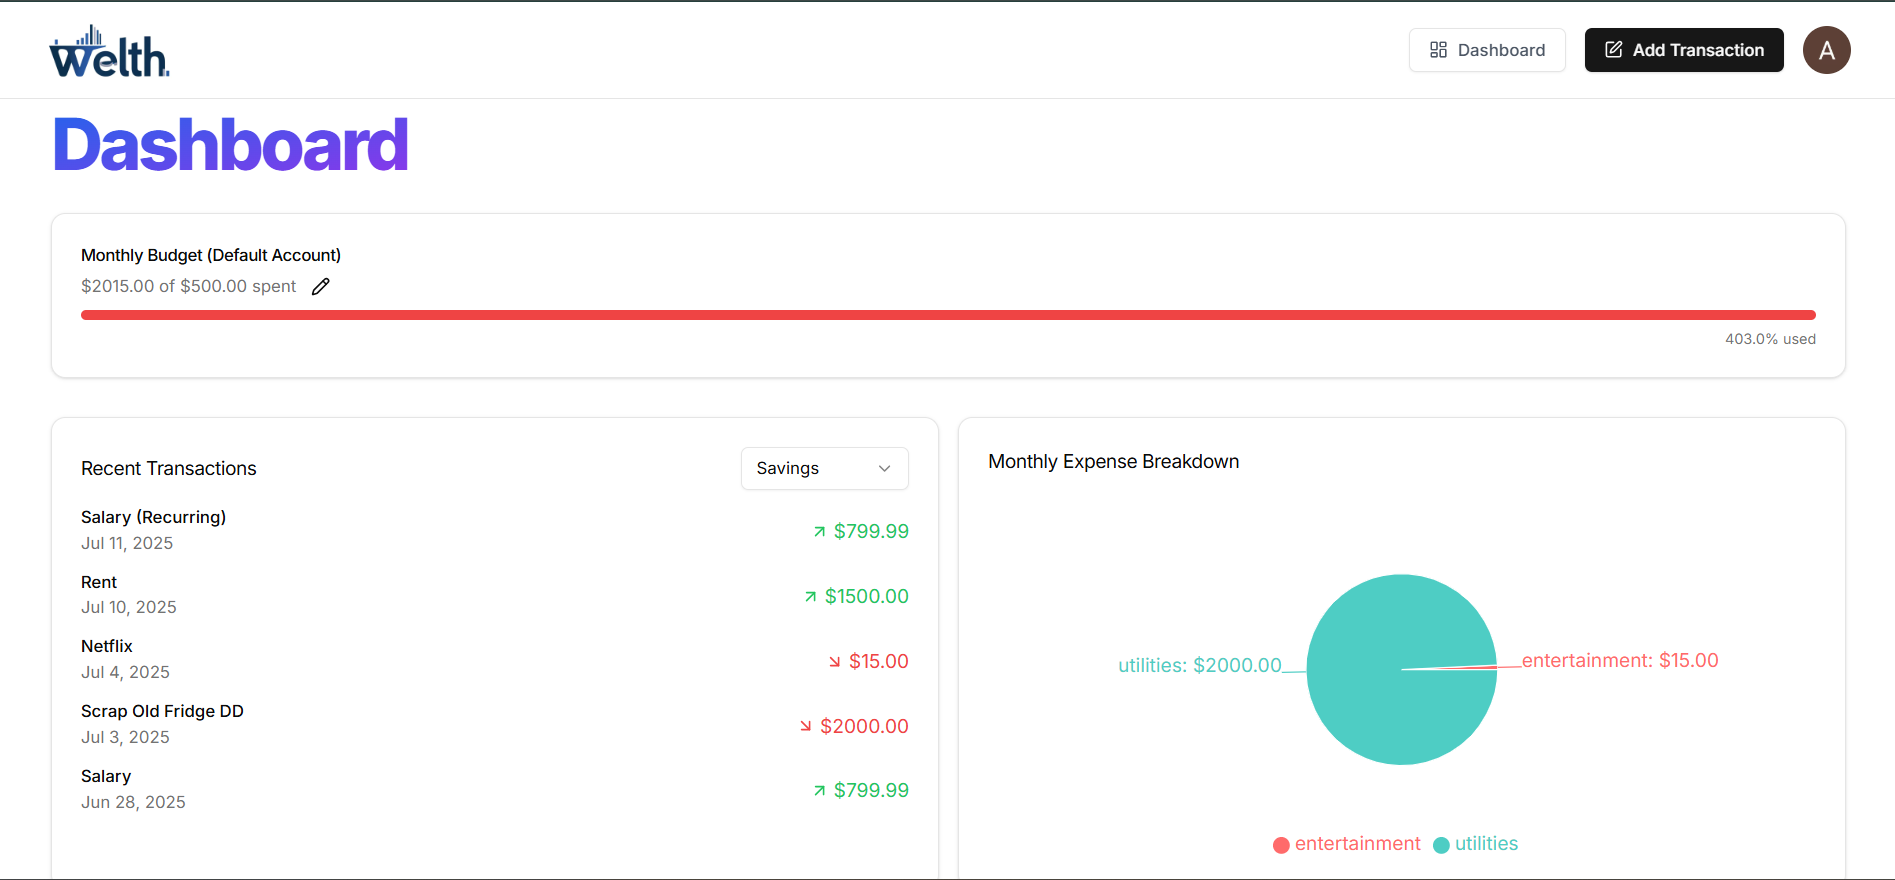 Welth.
Dashboard
Add Transaction
A
Dashboard
Monthly Budget (Default Account)
$2015.00 of $500.00 spent
403.0% used
Recent Transactions
Savings
Salary (Recurring)
Jul 11, 2025
$799.99
Rent
Jul 10, 2025
$1500.00
Netflix
Jul 4, 2025
$15.00
Scrap Old Fridge DD
Jul 3, 2025
$2000.00
Salary
Jun 28, 2025
$799.99
Monthly Expense Breakdown
utilities: $2000.00
entertainment: $15.00
entertainment
utilities